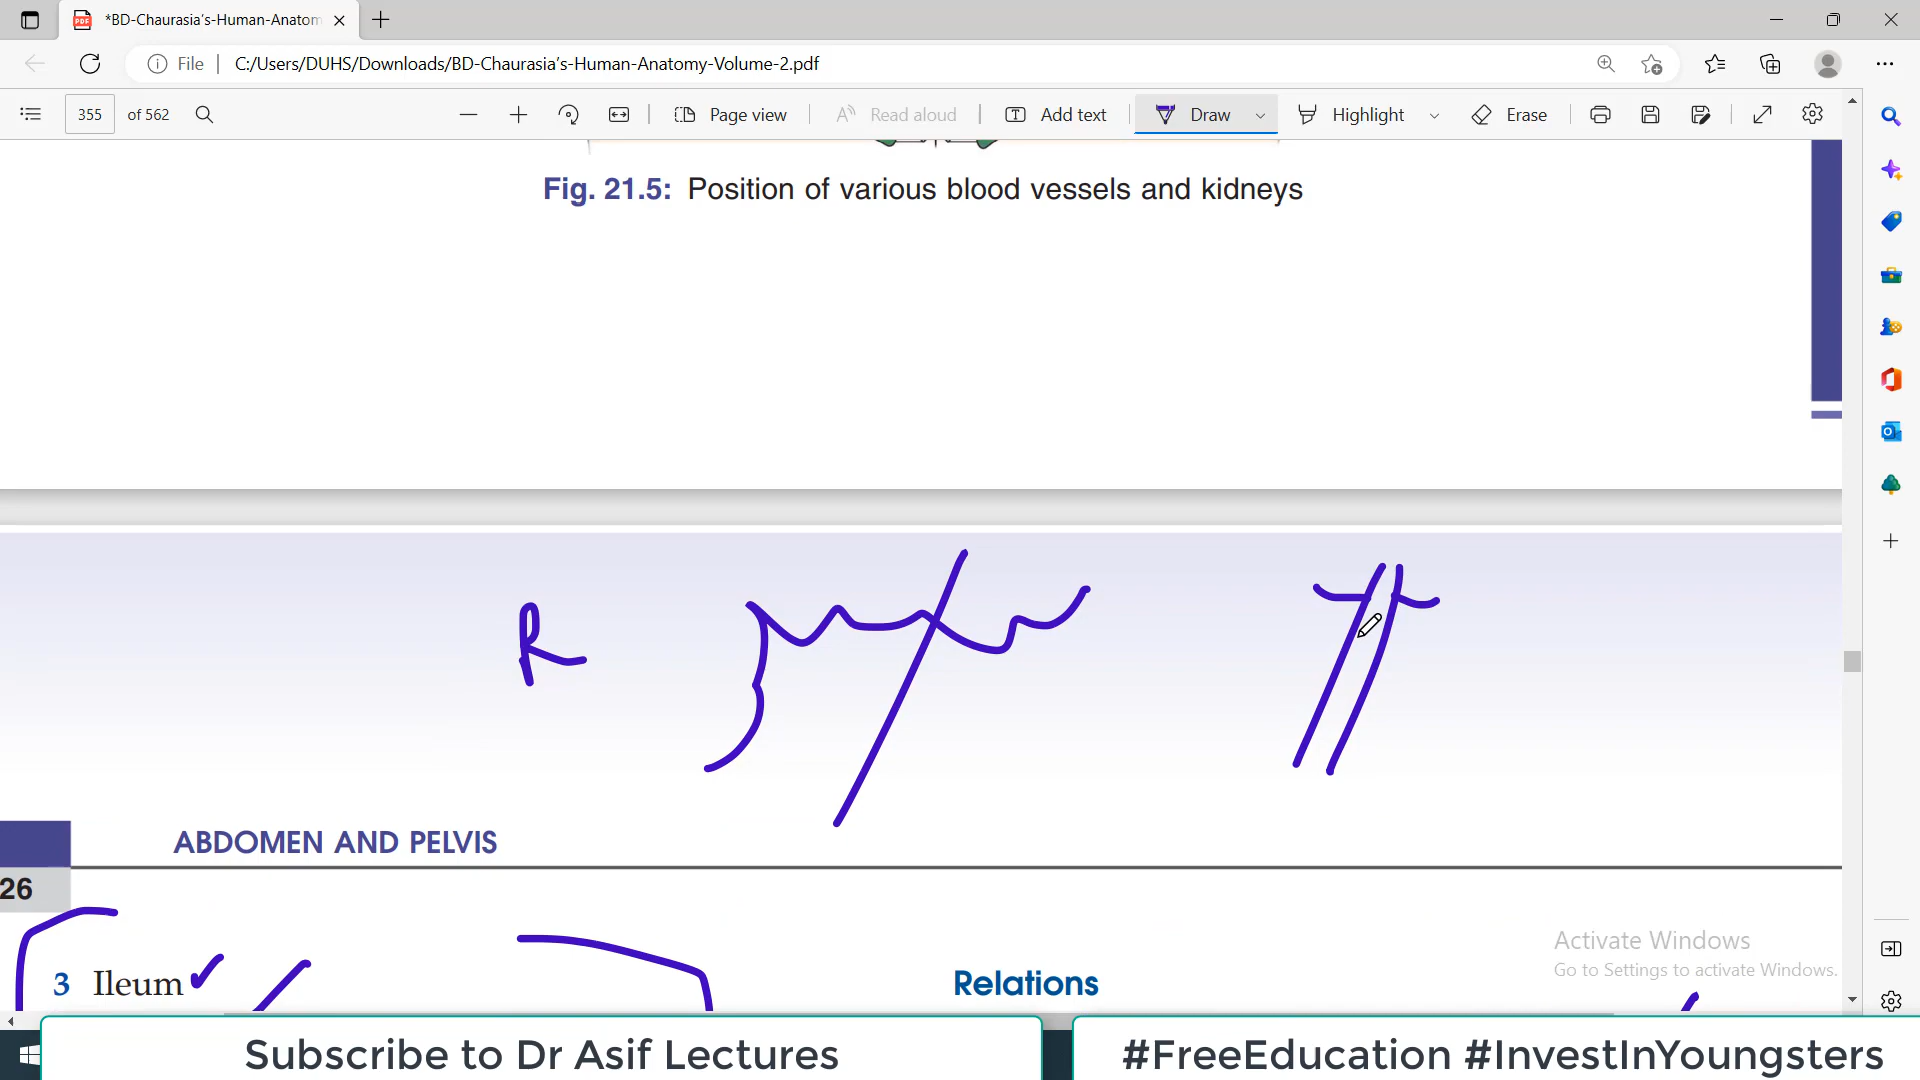 *BD-Chaurasia's-Human-Anatom
File
C:/Users/DUHS/Downloads/BD-Chaurasia's-Human-Anatomy-Volume-2.pdf
355 of 562
Page view
Read aloud
Add text
Draw
Highlight
Erase
Fig. 21.5: Position of various blood vessels and kidneys
R
ABDOMEN AND PELVIS
26
3 Ileum
Relations
Activate Windows
Go to Settings to activate Windows.
Subscribe to Dr Asif Lectures
#FreeEducation #InvestInYoungsters